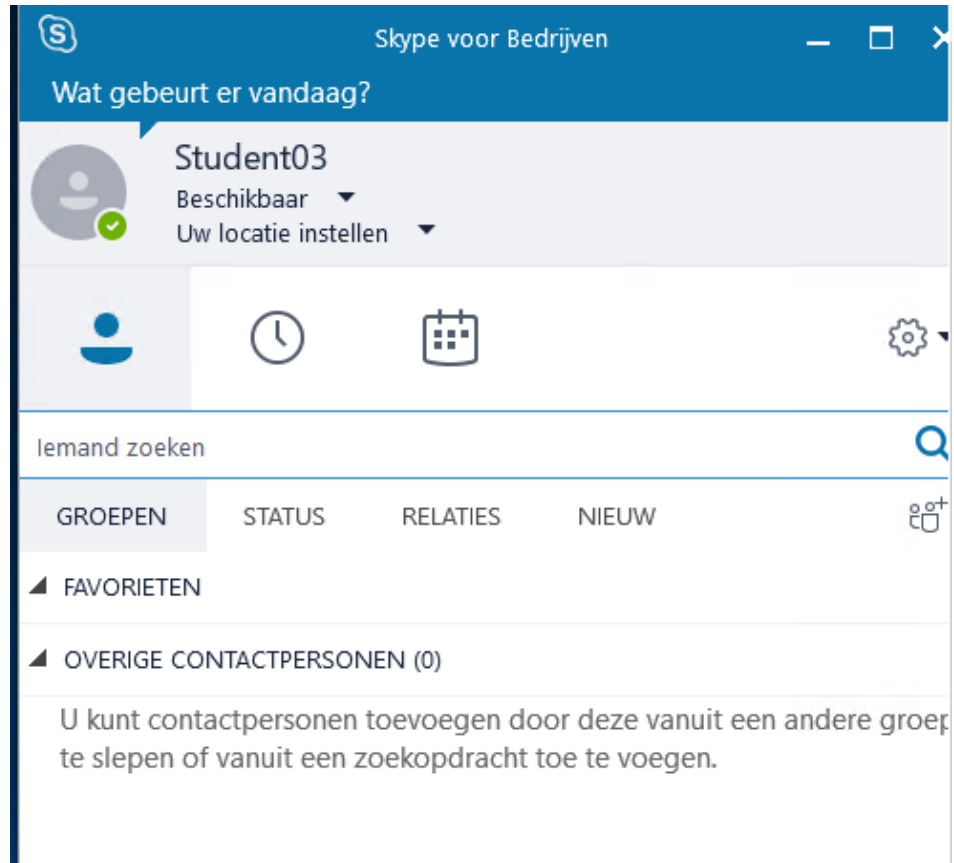 Skype voor Bedrijven
Wat gebeurt er vandaag?
Student03
Beschikbaar
Uw locatie instellen
Iemand zoeken
GROEPEN STATUS RELATIES NIEUW
FAVORIETEN
OVERIGE CONTACTPERSONEN (0)
U kunt contactpersonen toevoegen door deze vanuit een andere groep
te slepen of vanuit een zoekopdracht toe te voegen.